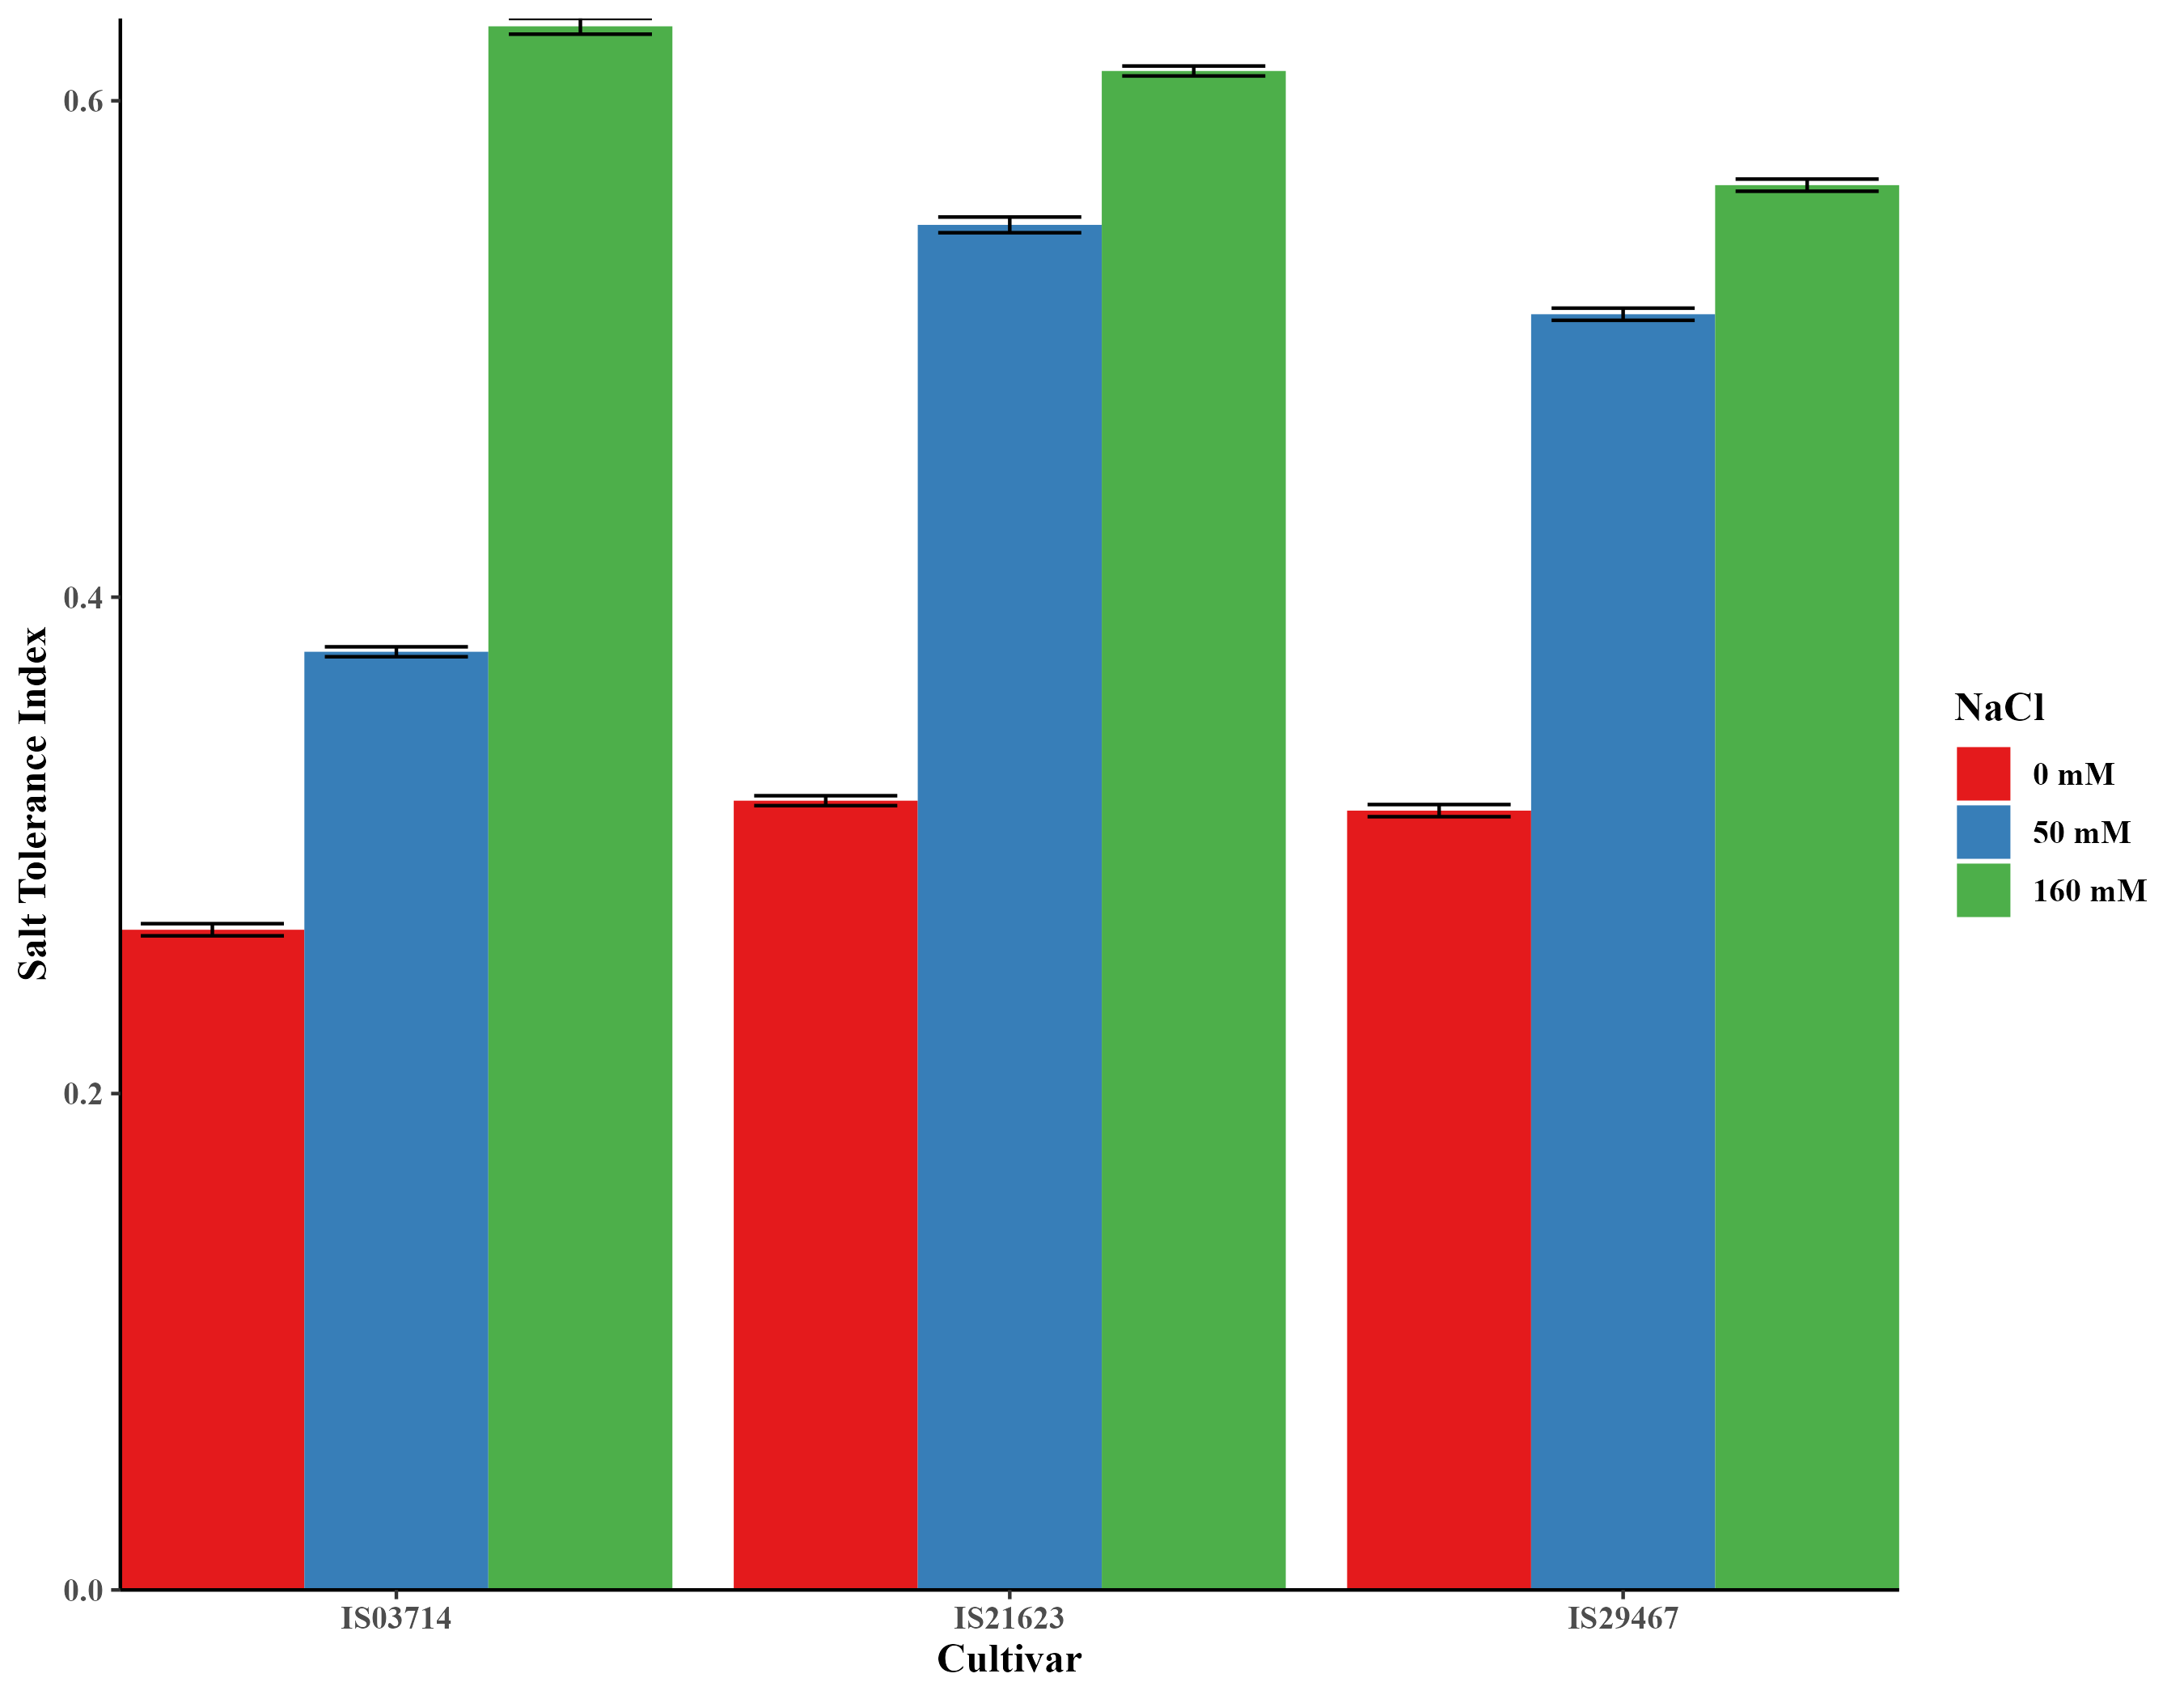 0.6
0.4
0.2
0.0
Salt Tolerance Index
IS03714 IS21623 IS29467
Cultivar
NaCl
0 mM
50 mM
160 mM